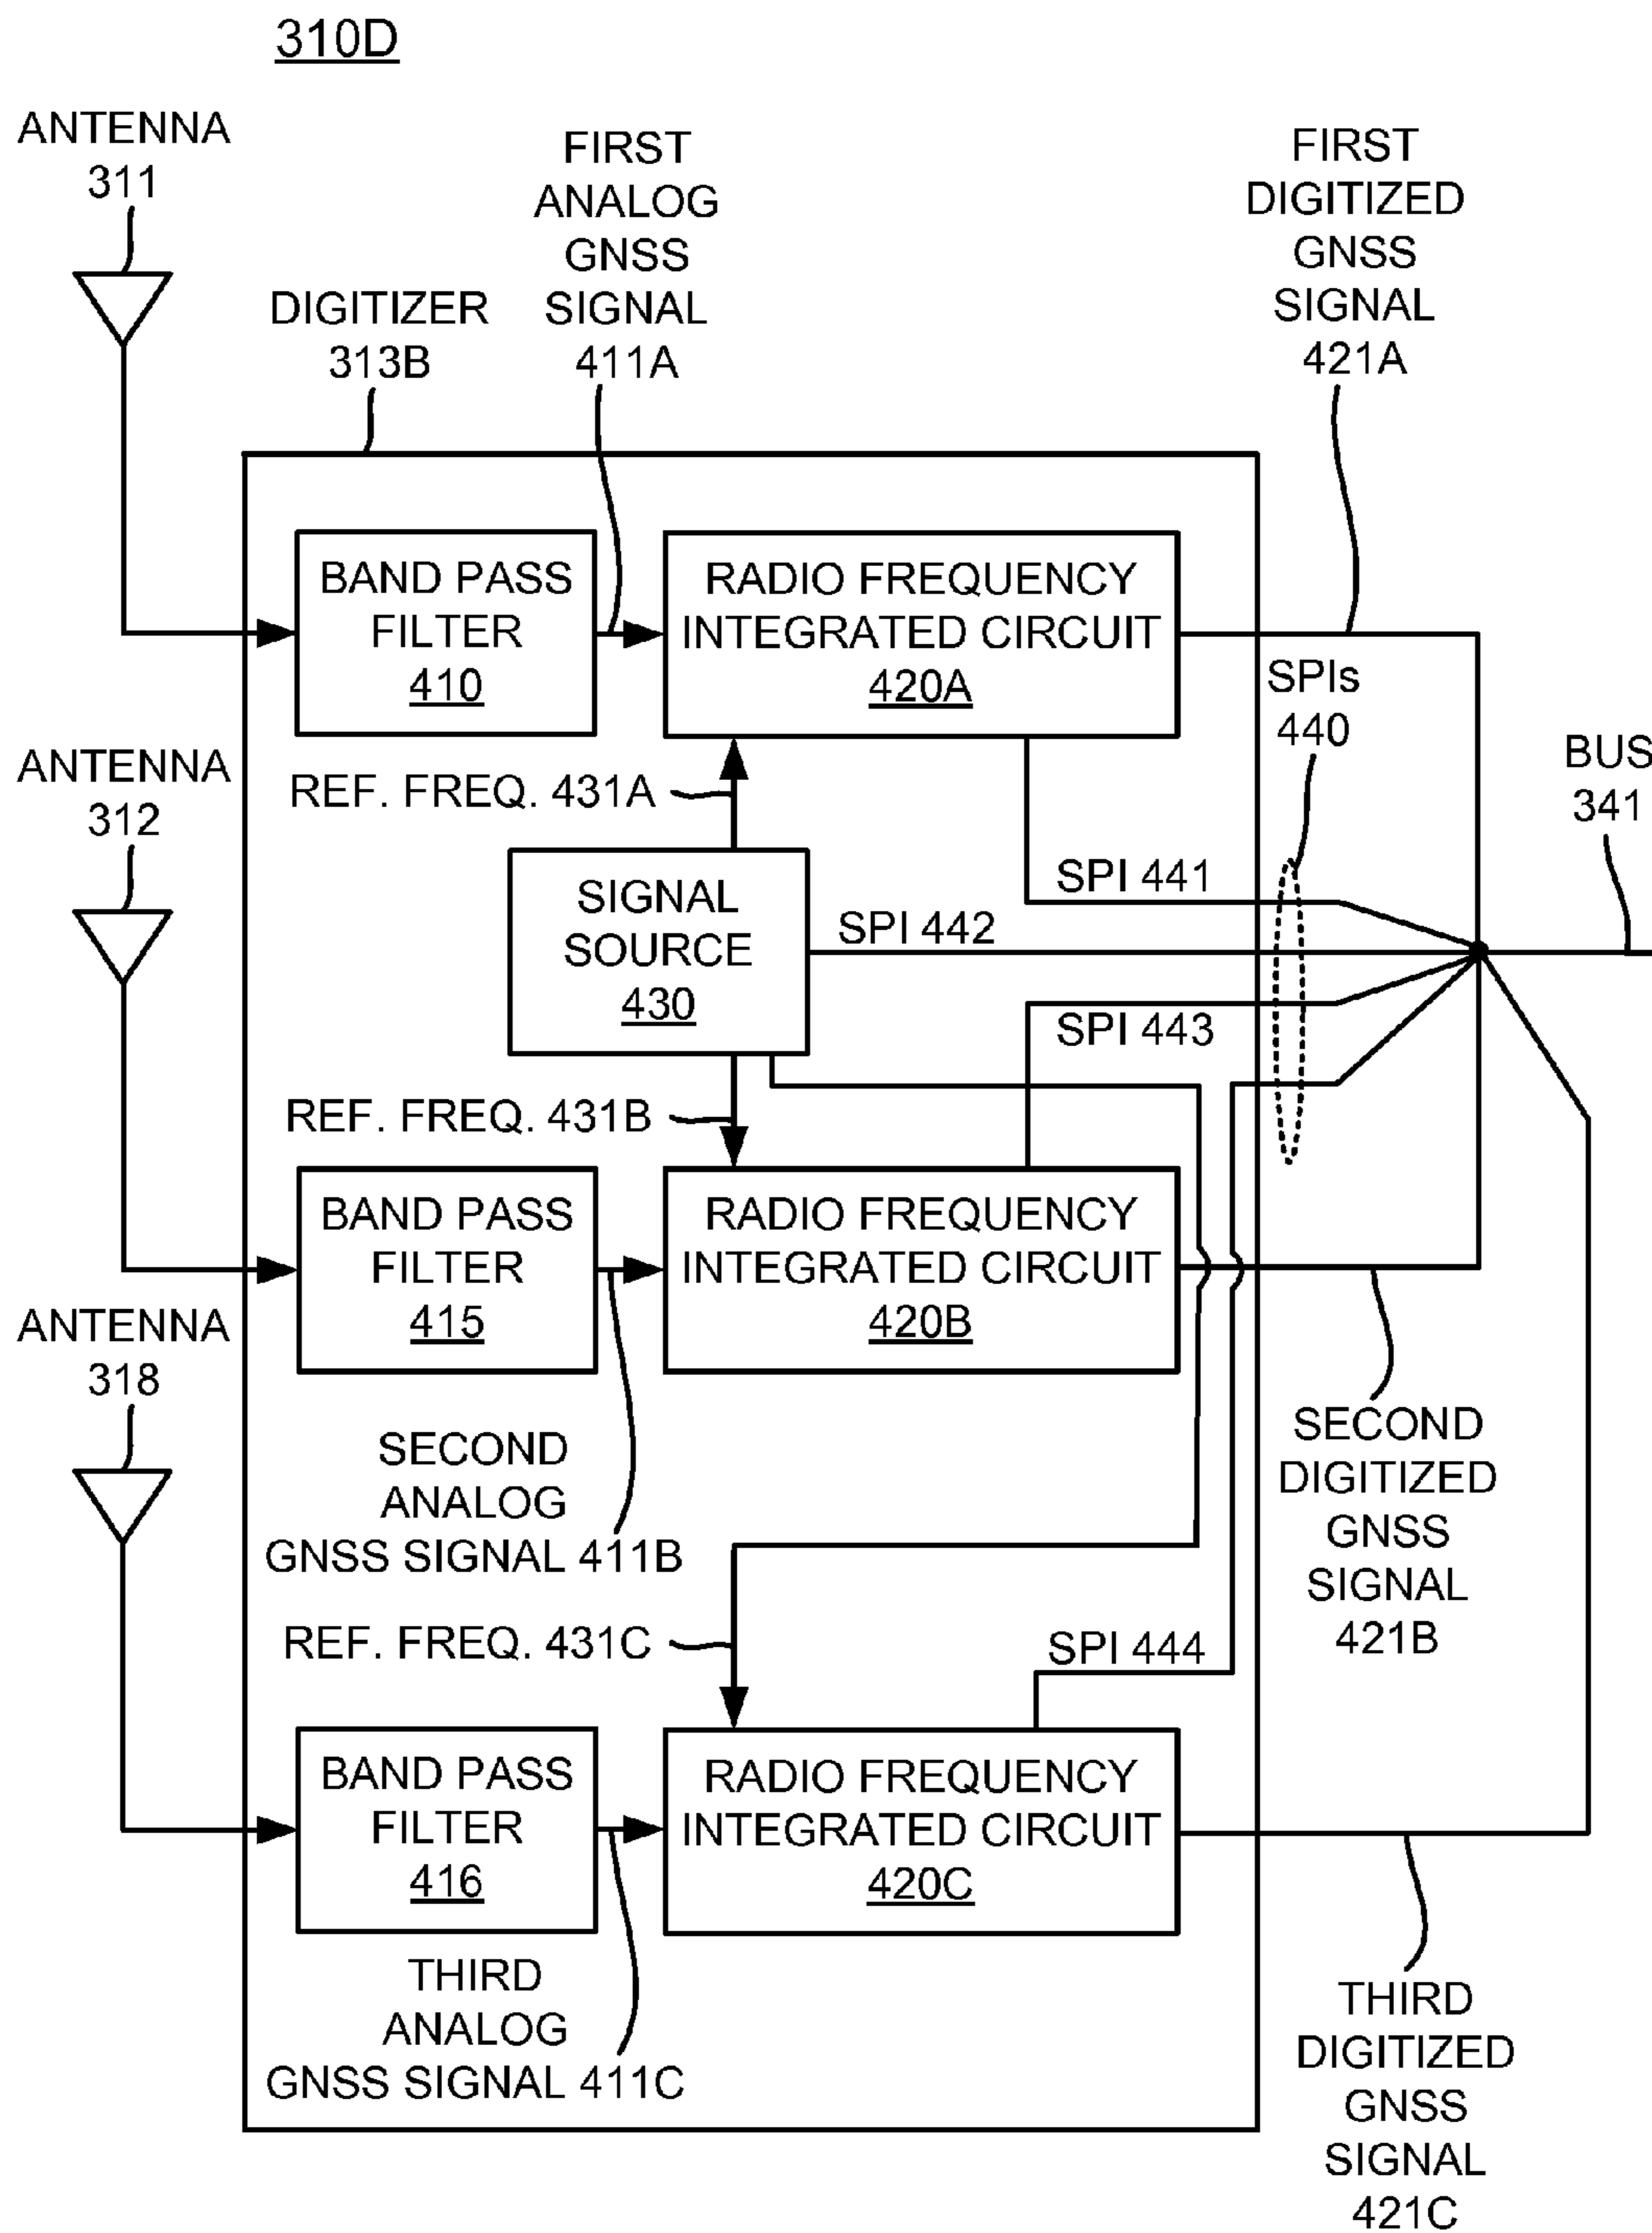 310D
ANTENNA
311
FIRST
ANALOG
GNSS
SIGNAL
411A
FIRST
DIGITIZED
GNSS
SIGNAL
421A
DIGITIZER
313B
BAND PASS
FILTER
410
RADIO FREQUENCY
INTEGRATED CIRCUIT
420A
SPIs
440
BUS
341
ANTENNA
312
REF. FREQ. 431A
SIGNAL
SOURCE
430
SPI 441
SPI 442
SPI 443
REF. FREQ. 431B
BAND PASS
FILTER
415
RADIO FREQUENCY
INTEGRATED CIRCUIT
420B
ANTENNA
318
SECOND
ANALOG
GNSS SIGNAL 411B
SECOND
DIGITIZED
GNSS
SIGNAL
421B
REF. FREQ. 431C
SPI 444
BAND PASS
FILTER
416
RADIO FREQUENCY
INTEGRATED CIRCUIT
420C
THIRD
ANALOG
GNSS SIGNAL 411C
THIRD
DIGITIZED
GNSS
SIGNAL
421C